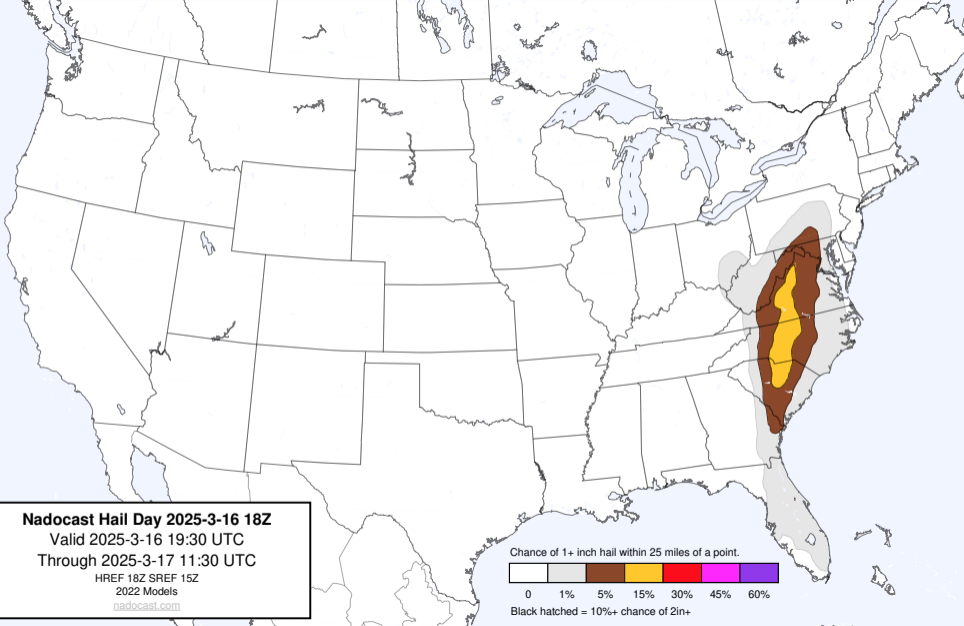 Nadocast Hail Day 2025-3-16 18Z
Valid 2025-3-16 19:30 UTC
Through 2025-3-17 11:30 UTC
HREF 18Z SREF 15Z
2022 Models
nadocast.com
Chance of 1+ inch hail within 25 miles of a point.
0 1% 5% 15% 30% 45% 60%
Black hatched = 10%+ chance of 2in+